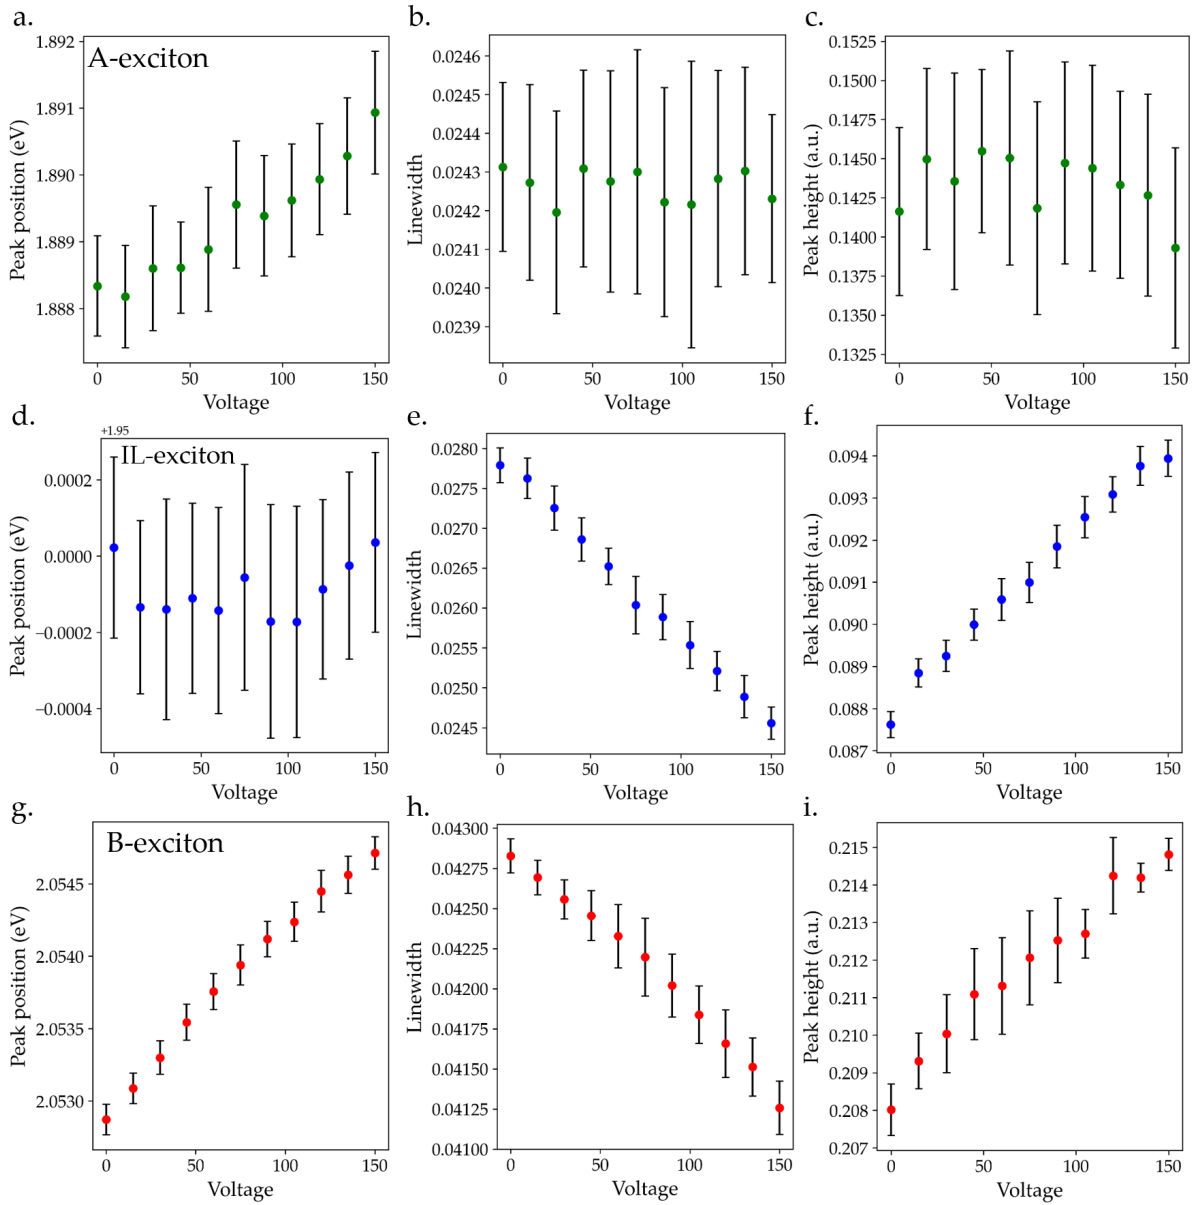 a.
A-exciton
Peak position (eV)
1.892
1.891
1.890
1.889
1.888
0 50 100 150
Voltage
b.
Linewidth
0.0246
0.0245
0.0244
0.0243
0.0242
0.0241
0.0240
0.0239
0 50 100 150
Voltage
c.
Peak height (a.u.)
0.1525
0.1500
0.1475
0.1450
0.1425
0.1400
0.1375
0.1350
0.1325
0 50 100 150
Voltage
d.
+1.95
IL-exciton
Peak position (eV)
0.0002
0.0000
−0.0002
−0.0004
0 50 100 150
Voltage
e.
Linewidth
0.0280
0.0275
0.0270
0.0265
0.0260
0.0255
0.0250
0.0245
0 50 100 150
Voltage
f.
Peak height (a.u.)
0.094
0.093
0.092
0.091
0.090
0.089
0.088
0.087
0 50 100 150
Voltage
g.
B-exciton
Peak position (eV)
2.0545
2.0540
2.0535
2.0530
0 50 100 150
Voltage
h.
Linewidth
0.04300
0.04275
0.04250
0.04225
0.04200
0.04175
0.04150
0.04125
0.04100
0 50 100 150
Voltage
i.
Peak height (a.u.)
0.215
0.214
0.213
0.212
0.211
0.210
0.209
0.208
0.207
0 50 100 150
Voltage